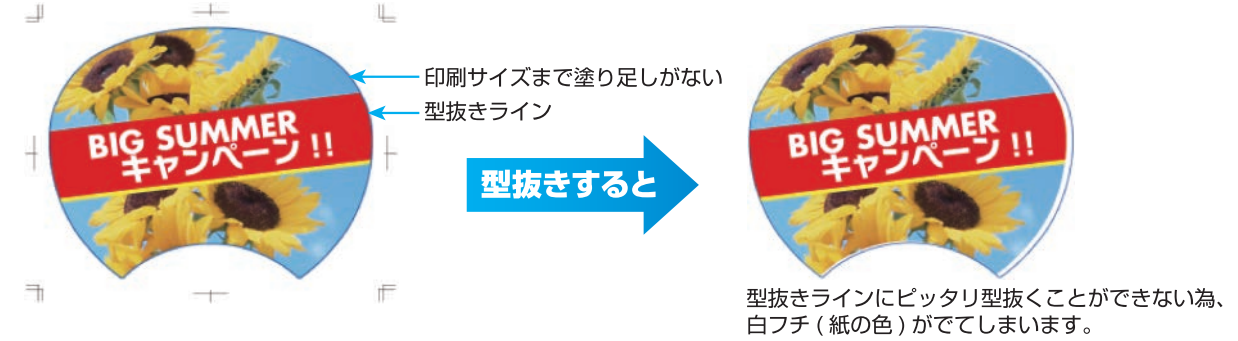 印刷サイズまで塗り足しがない
型抜きライン
BIG SUMMER
キャンペーン !!
型抜きすると
BIG SUMMER
キャンペーン !!
型抜きラインにピッタリ型抜くことができない為、
白フチ ( 紙の色 ) がでてしまいます。